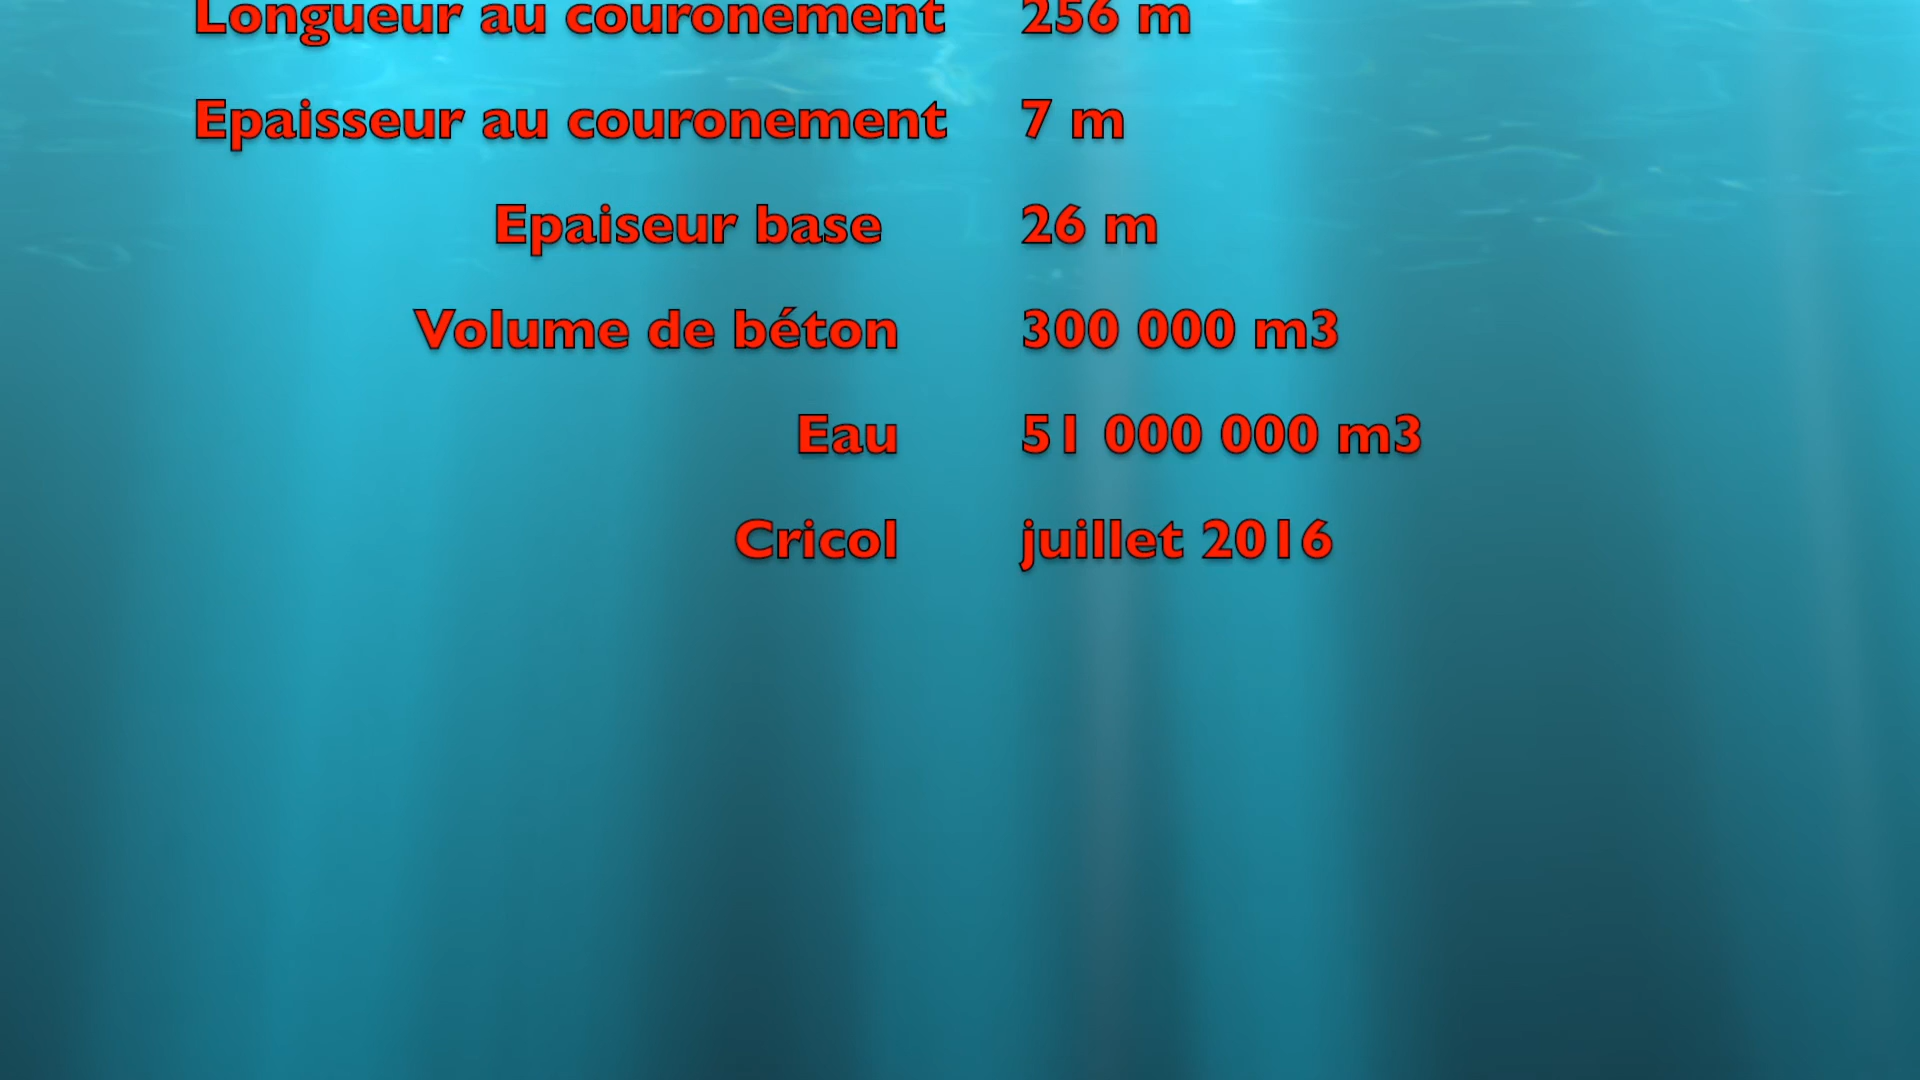 Longueur au couronement 256 m
Epaisseur au couronement 7 m
Epaiseur base 26 m
Volume de béton 300 000 m3
Eau 51 000 000 m3
Cricol juillet 2016